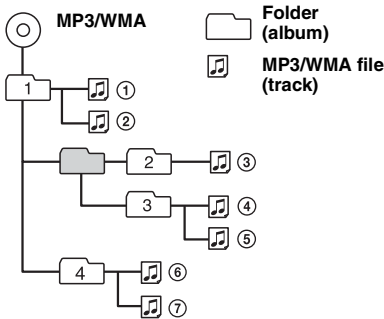 MP3/WMA
Folder
(album)
MP3/WMA file
(track)
1
①
②
2
③
3
④
⑤
4
⑥
⑦